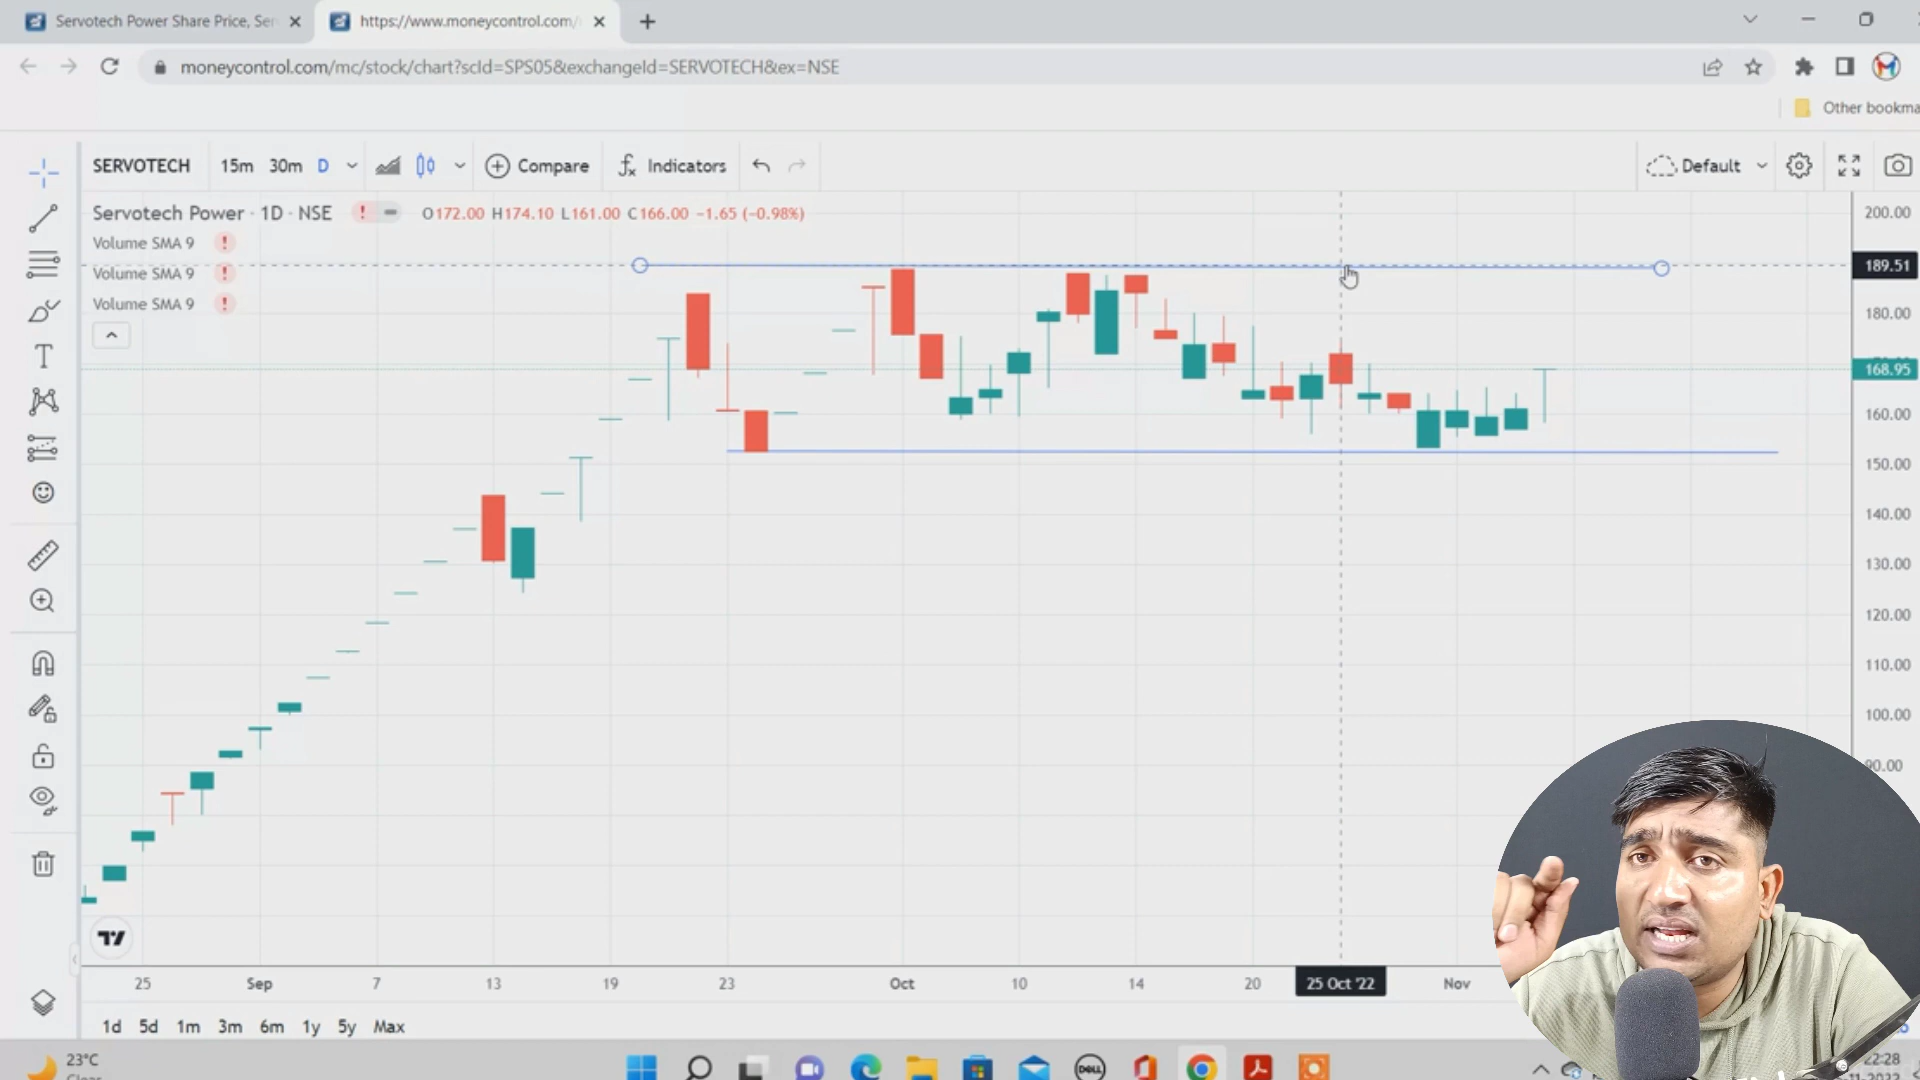 Servotech Power Share Price, Ser
https://www.moneycontrol.com/
moneycontrol.com/mc/stock/chart?scId=SPS05&exchangeId=SERVOTECH&ex=NSE
Other bookma
SERVOTECH 15m 30m D Compare Indicators Default
Servotech Power · 1D · NSE ! O172.00 H174.10 L161.00 C166.00 −1.65 (−0.98%)
Volume SMA 9 !
Volume SMA 9 !
Volume SMA 9 !
200.00
189.51
180.00
168.95
160.00
150.00
140.00
130.00
120.00
110.00
100.00
90.00
25 Sep 7 13 19 23 Oct 10 14 20 25 Oct '22 Nov
1d 5d 1m 3m 6m 1y 5y Max
23°C
Clear
DELL
22:28